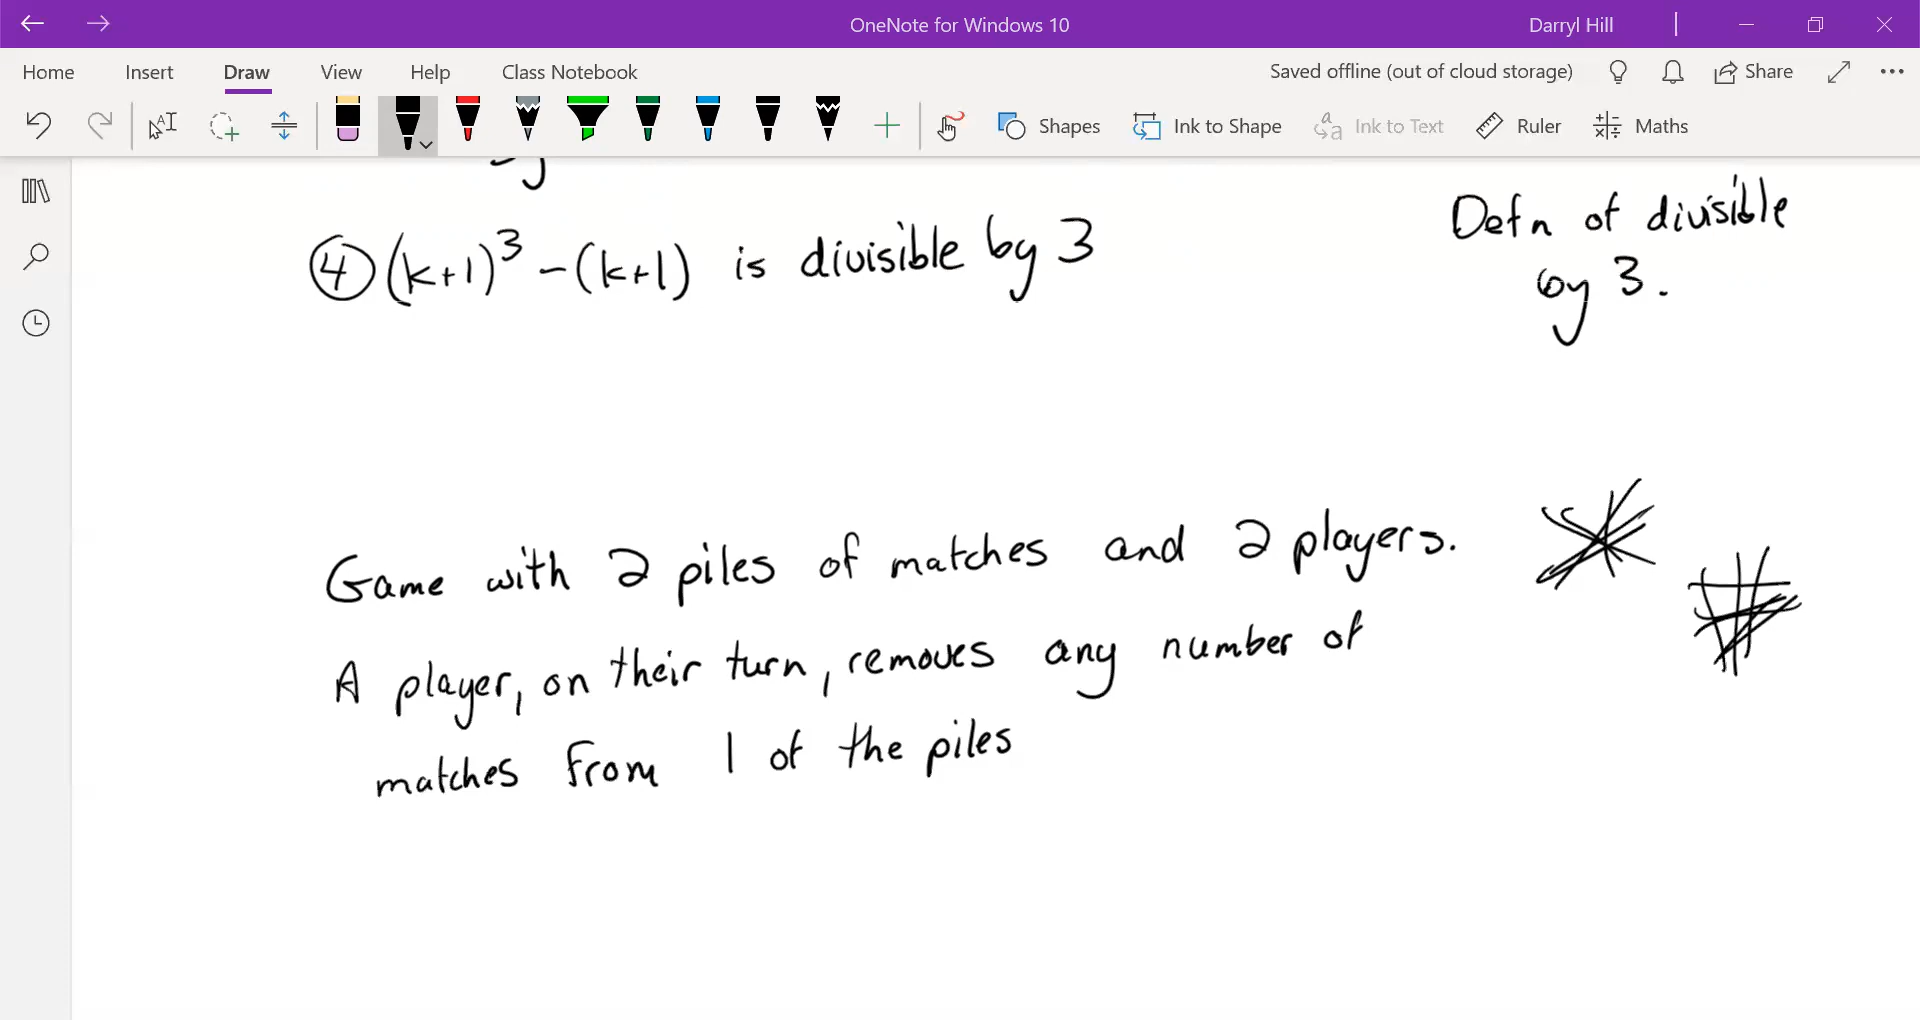 OneNote for Windows 10
Darryl Hill
Home Insert Draw View Help Class Notebook
Saved offline (out of cloud storage)
Share
Shapes Ink to Shape Ink to Text Ruler Maths
④ (k+1)³ - (k+1) is divisible by 3
Defn of divisible
by 3.
Game with 2 piles of matches and 2 players.
A player, on their turn, removes any number of
matches from 1 of the piles